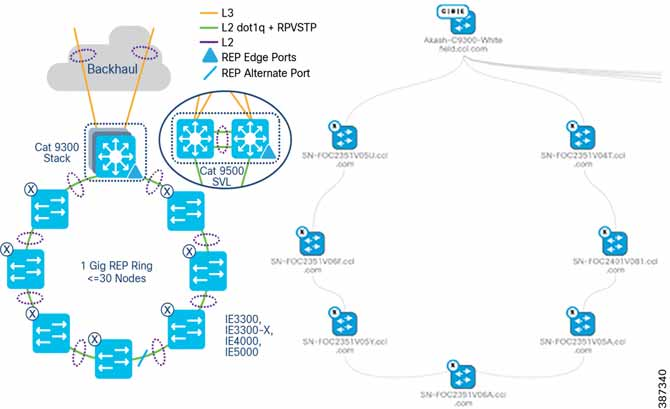 L3
L2 dot1q + RPVSTP
L2
REP Edge Ports
REP Alternate Port
Backhaul
Cat 9300
Stack
Cat 9500
SVL
X
X
X
X
X
X
X
1 Gig REP Ring
<=30 Nodes
IE3300,
IE3300-X,
IE4000,
IE5000
Akash-C9300-White
field.ccl.com
R
SN-FOC2351V05U.ccl
.com
R
SN-FOC2351V04T.ccl
.com
R
SN-FOC2351V06F.ccl
.com
R
SN-FOC2401V081.ccl
.com
R
SN-FOC2351V05Y.ccl
.com
R
SN-FOC2351V05A.ccl
.com
R
SN-FOC2351V06A.ccl
.com
387340